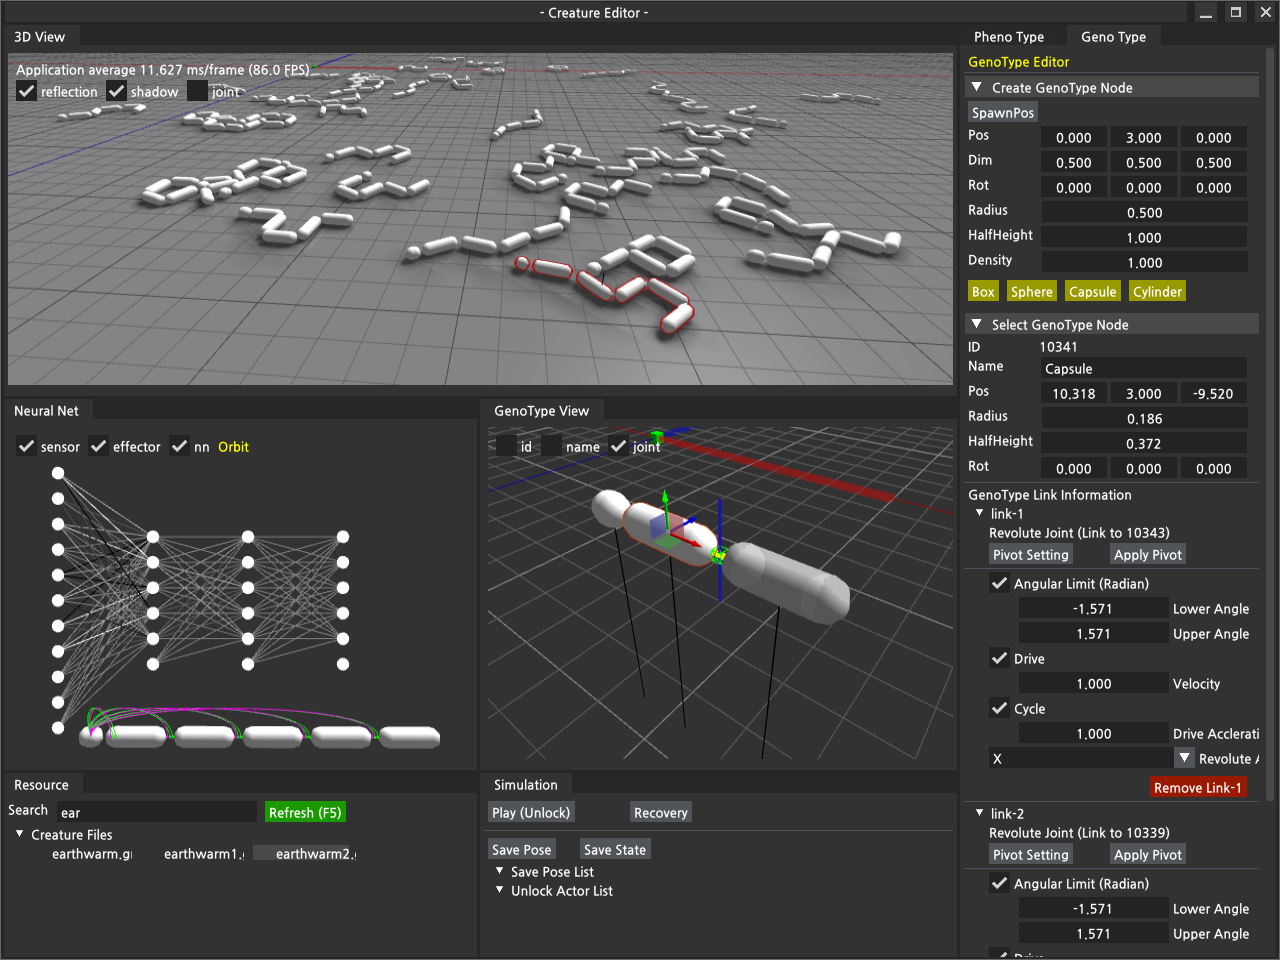 - Creature Editor -
3D View
Application average 11.627 ms/frame (86.0 FPS)
reflection shadow joint
Neural Net
sensor effector nn Orbit
GenoType View
id name joint
Resource
Search ear Refresh (F5)
Creature Files
earthwarm.g earthwarm1. earthwarm2.
Simulation
Play (Unlock) Recovery
Save Pose Save State
Save Pose List
Unlock Actor List
Pheno Type Geno Type
GenoType Editor
Create GenoType Node
SpawnPos
Pos 0.000 3.000 0.000
Dim 0.500 0.500 0.500
Rot 0.000 0.000 0.000
Radius 0.500
HalfHeight 1.000
Density 1.000
Box Sphere Capsule Cylinder
Select GenoType Node
ID 10341
Name Capsule
Pos 10.318 3.000 -9.520
Radius 0.186
HalfHeight 0.372
Rot 0.000 0.000 0.000
GenoType Link Information
link-1
Revolute Joint (Link to 10343)
Pivot Setting Apply Pivot
Angular Limit (Radian)
-1.571 Lower Angle
1.571 Upper Angle
Drive
1.000 Velocity
Cycle
1.000 Drive Acclerati
X Revolute A
Remove Link-1
link-2
Revolute Joint (Link to 10339)
Pivot Setting Apply Pivot
Angular Limit (Radian)
-1.571 Lower Angle
1.571 Upper Angle
Drive